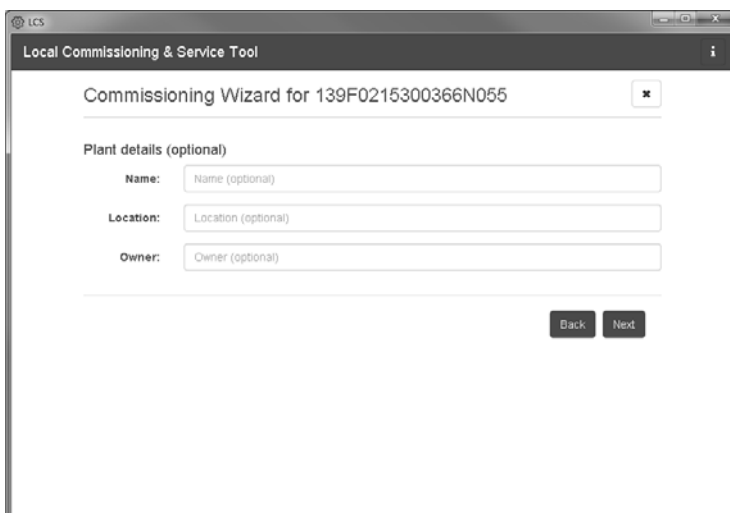 LCS
Local Commissioning & Service Tool
i
Commissioning Wizard for 139F0215300366N055
Plant details (optional)
Name:
Name (optional)
Location:
Location (optional)
Owner:
Owner (optional)
Back
Next